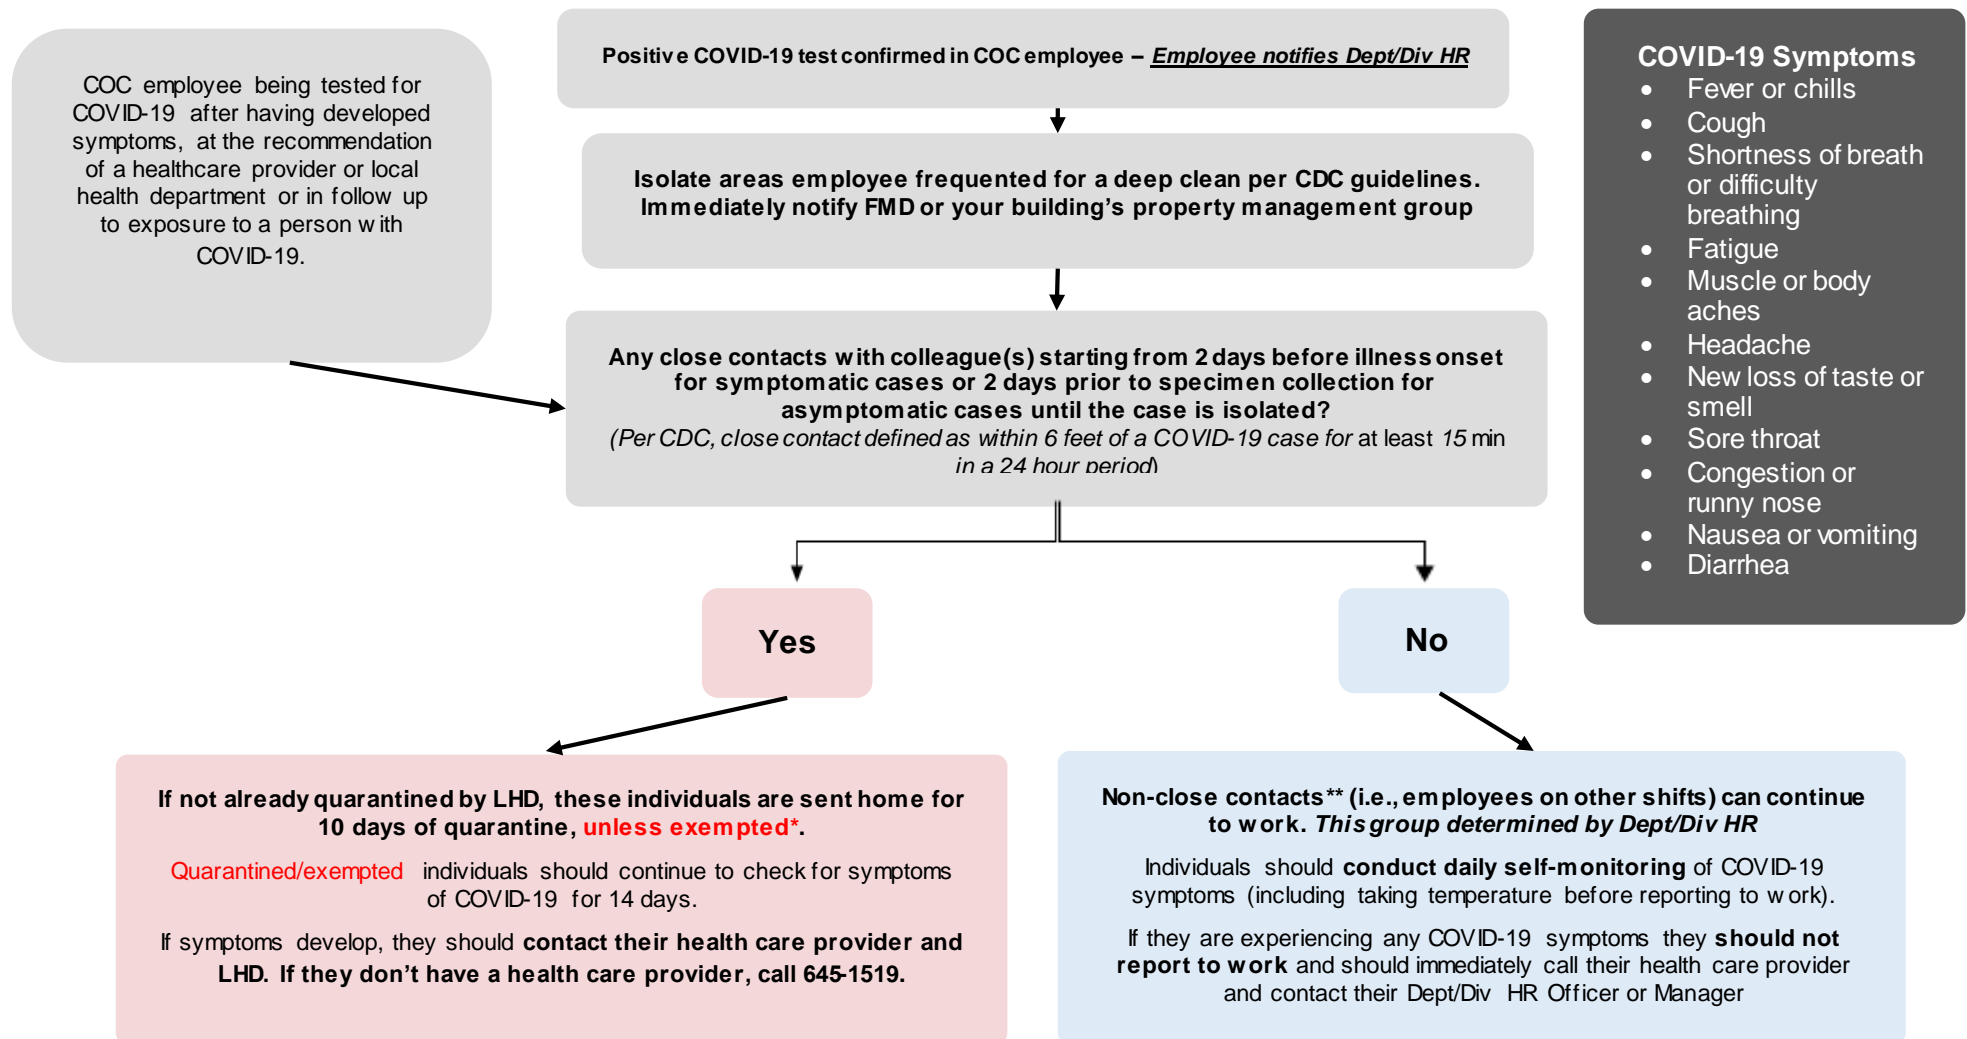 Positive COVID-19 test confirmed in COC employee – Employee notifies Dept/Div HR
COC employee being tested for
COVID-19 after having developed
symptoms, at the recommendation
of a healthcare provider or local
health department or in follow up
to exposure to a person with
COVID-19.
Isolate areas employee frequented for a deep clean per CDC guidelines.
Immediately notify FMD or your building's property management group
Any close contacts with colleague(s) starting from 2 days before illness onset
for symptomatic cases or 2 days prior to specimen collection for
asymptomatic cases until the case is isolated?
(Per CDC, close contact defined as within 6 feet of a COVID-19 case for at least 15 min
in a 24 hour period)
Yes
No
If not already quarantined by LHD, these individuals are sent home for
10 days of quarantine, unless exempted*.
Quarantined/exempted individuals should continue to check for symptoms
of COVID-19 for 14 days.
If symptoms develop, they should contact their health care provider and
LHD. If they don't have a health care provider, call 645-1519.
Non-close contacts** (i.e., employees on other shifts) can continue
to work. This group determined by Dept/Div HR
Individuals should conduct daily self-monitoring of COVID-19
symptoms (including taking temperature before reporting to work).
If they are experiencing any COVID-19 symptoms they should not
report to work and should immediately call their health care provider
and contact their Dept/Div HR Officer or Manager
COVID-19 Symptoms
• Fever or chills
• Cough
• Shortness of breath
or difficulty
breathing
• Fatigue
• Muscle or body
aches
• Headache
• New loss of taste or
smell
• Sore throat
• Congestion or
runny nose
• Nausea or vomiting
• Diarrhea